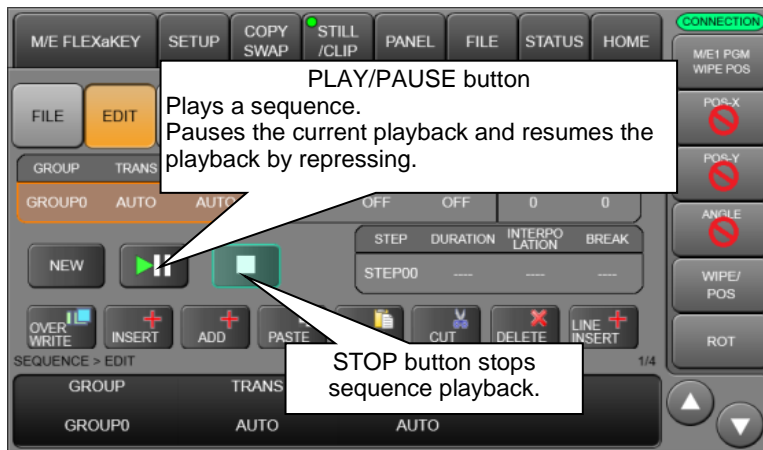 M/E FLEXaKEY
SETUP
COPY
SWAP
STILL
/CLIP
PANEL
FILE
STATUS
HOME
CONNECTION
M/E1 PGM
WIPE POS
PLAY/PAUSE button
Plays a sequence.
Pauses the current playback and resumes the
playback by repressing.
FILE
EDIT
POS-X
POS-Y
GROUP
TRANS
GROUP0
AUTO
AUTO
OFF
OFF
0
0
ANGLE
NEW
STEP
DURATION
INTERPO
LATION
BREAK
STEP00
----
----
----
WIPE/
POS
OVER
WRITE
INSERT
ADD
PASTE
CUT
DELETE
LINE
INSERT
ROT
SEQUENCE > EDIT
1/4
STOP button stops
sequence playback.
GROUP
TRANS
GROUP0
AUTO
AUTO